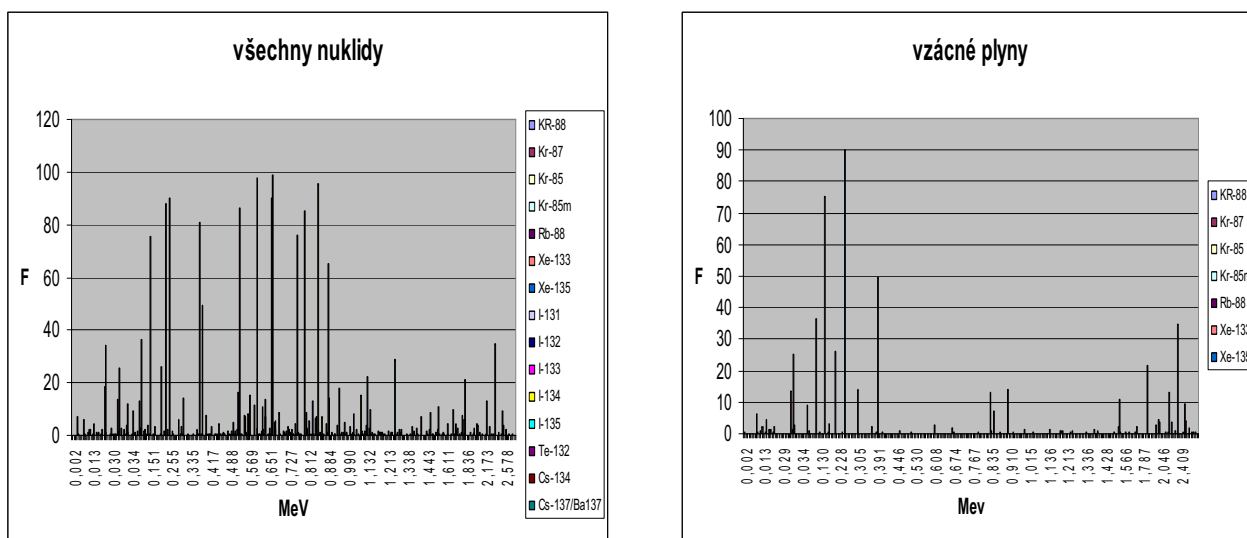 všechny nuklidy
120
100
80
60
40
20
0
F
0,002
0,013
0,030
0,034
0,151
0,255
0,335
0,417
0,488
0,569
0,651
0,727
0,812
0,884
0,990
1,132
1,213
1,338
1,443
1,611
1,836
2,173
2,578
MeV
KR-88
Kr-87
Kr-85
Kr-85m
Rb-88
Xe-133
Xe-135
I-131
I-132
I-133
I-134
I-135
Te-132
Cs-134
Cs-137/Ba137
vzácné plyny
100
90
80
70
60
50
40
30
20
10
0
F
0,002
0,013
0,029
0,034
0,130
0,228
0,305
0,391
0,446
0,530
0,608
0,674
0,767
0,835
0,910
1,015
1,136
1,213
1,336
1,428
1,566
1,787
2,046
2,409
Mev
KR-88
Kr-87
Kr-85
Kr-85m
Rb-88
Xe-133
Xe-135